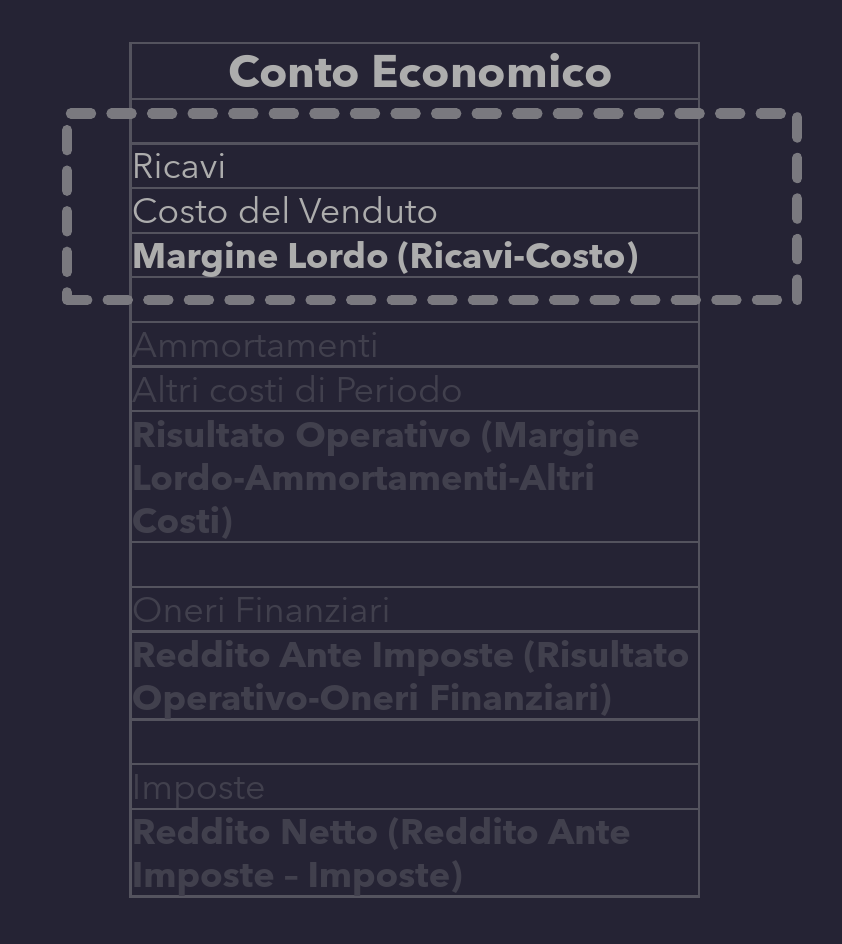 Conto Economico
Ricavi
Costo del Venduto
Margine Lordo (Ricavi-Costo)
Ammortamenti
Altri costi di Periodo
Risultato Operativo (Margine
Lordo-Ammortamenti-Altri
Costi)
Oneri Finanziari
Reddito Ante Imposte (Risultato
Operativo-Oneri Finanziari)
Imposte
Reddito Netto (Reddito Ante
Imposte – Imposte)